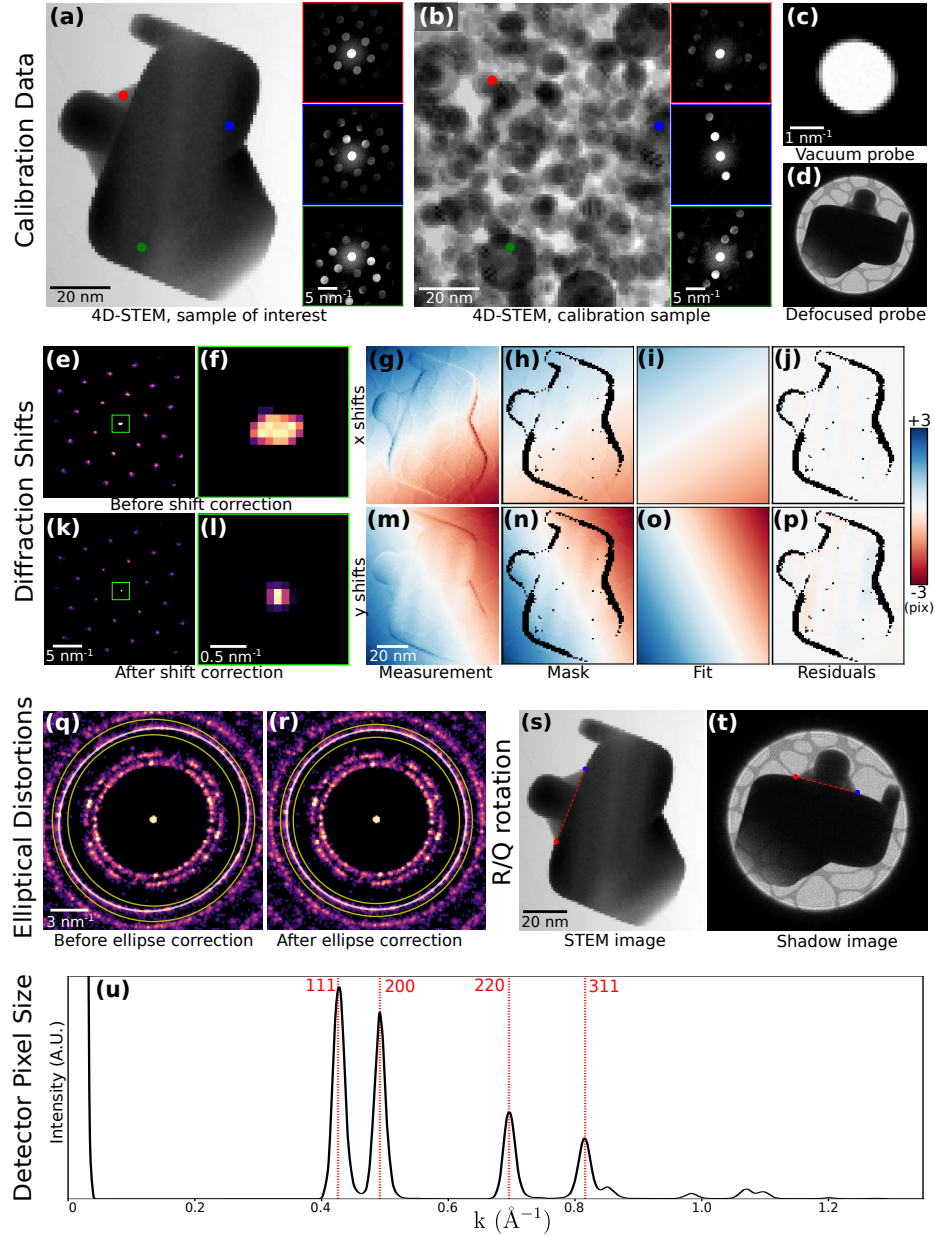 Calibration Data
(a)
20 nm
5 nm⁻¹
4D-STEM, sample of interest
(b)
5 nm⁻¹
4D-STEM, calibration sample
(c)
1 nm⁻¹
Vacuum probe
(d)
Defocused probe
Diffraction Shifts
(e)
(f)
Before shift correction
(k)
5 nm⁻¹
(l)
0.5 nm⁻¹
After shift correction
x shifts
(g)
(h)
(i)
(j)
y shifts
(m)
20 nm
(n)
(o)
(p)
Measurement
Mask
Fit
Residuals
+3
-3
(pix)
Elliptical Distortions
(q)
3 nm⁻¹
(r)
Before ellipse correction
After ellipse correction
R/Q rotation
(s)
20 nm
STEM image
(t)
Shadow image
Detector Pixel Size
(u)
Intensity (A.U.)
111
200
220
311
0
0.2
0.4
0.6
0.8
1.0
1.2
k (Å⁻¹)